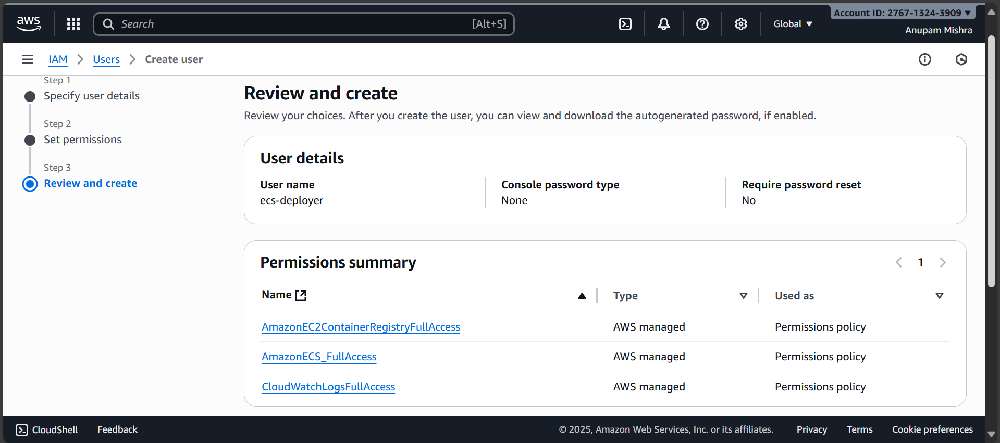 Account ID: 2767-1324-3909
aws
Search [Alt+S]
Global
Anupam Mishra
IAM > Users > Create user
Step 1
Specify user details
Step 2
Set permissions
Step 3
Review and create
Review and create
Review your choices. After you create the user, you can view and download the autogenerated password, if enabled.
User details
User name
ecs-deployer
Console password type
None
Require password reset
No
Permissions summary
1
Name Type Used as
AmazonEC2ContainerRegistryFullAccess AWS managed Permissions policy
AmazonECS_FullAccess AWS managed Permissions policy
CloudWatchLogsFullAccess AWS managed Permissions policy
CloudShell Feedback © 2025, Amazon Web Services, Inc. or its affiliates. Privacy Terms Cookie preferences